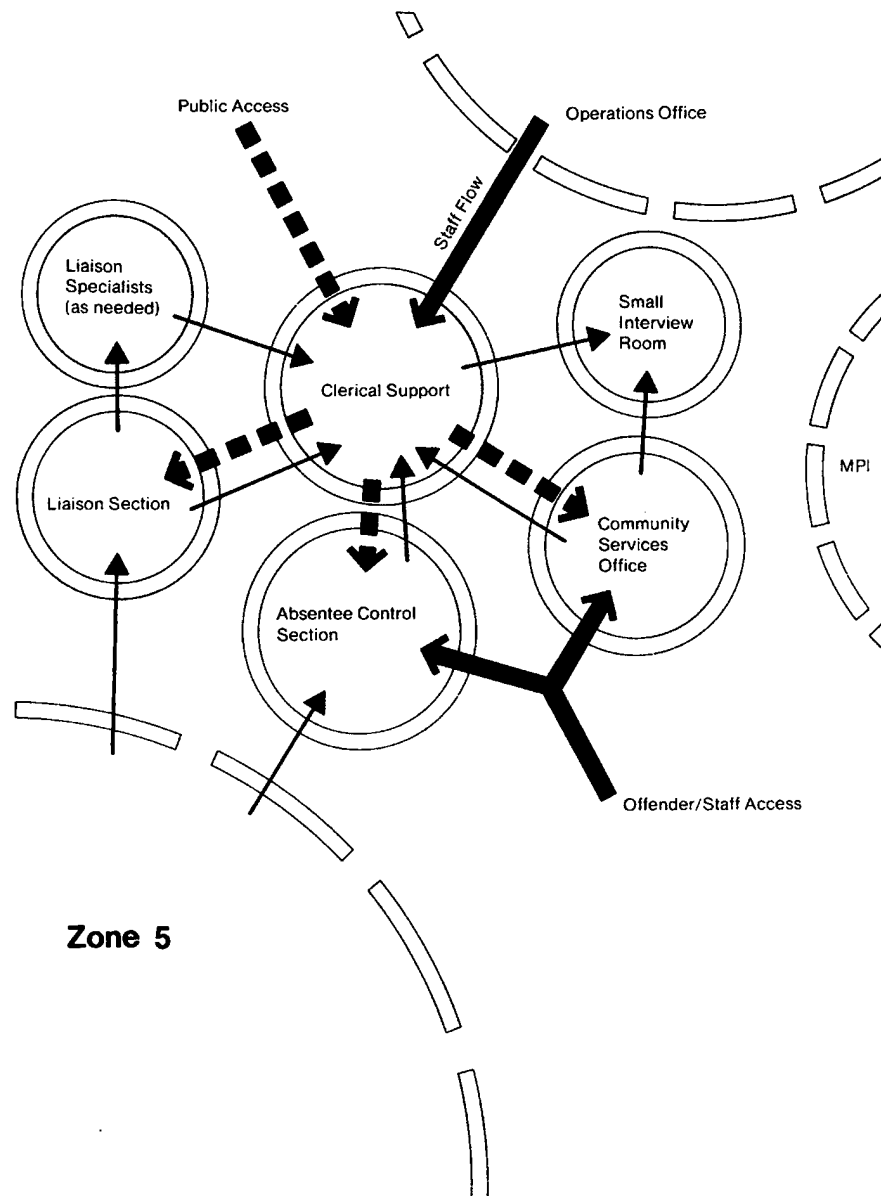 Public Access
Operations Office
Staff Flow
Liaison
Specialists
(as needed)
Small
Interview
Room
Clerical Support
MPI
Liaison Section
Community
Services
Office
Absentee Control
Section
Offender/Staff Access
Zone 5